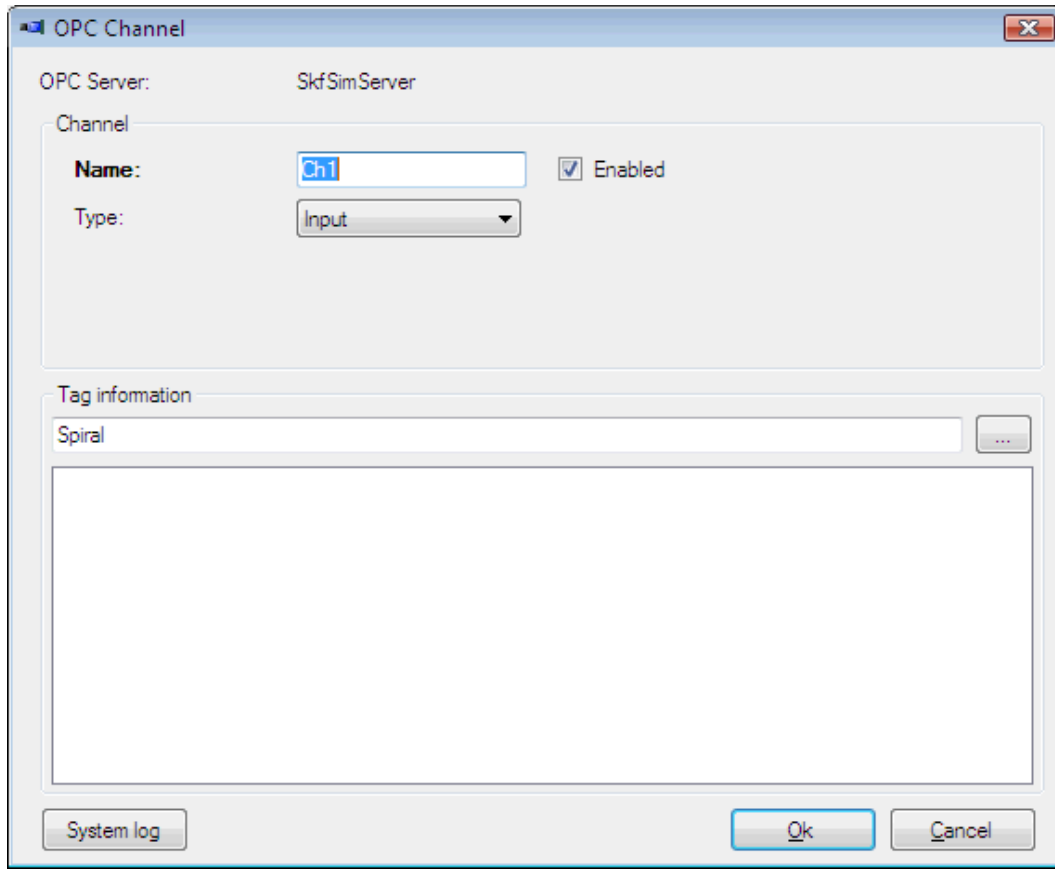 OPC Channel
OPC Server: SkfSimServer
Channel
Name: Ch1 Enabled
Type: Input
Tag information
Spiral ...
System log Ok Cancel